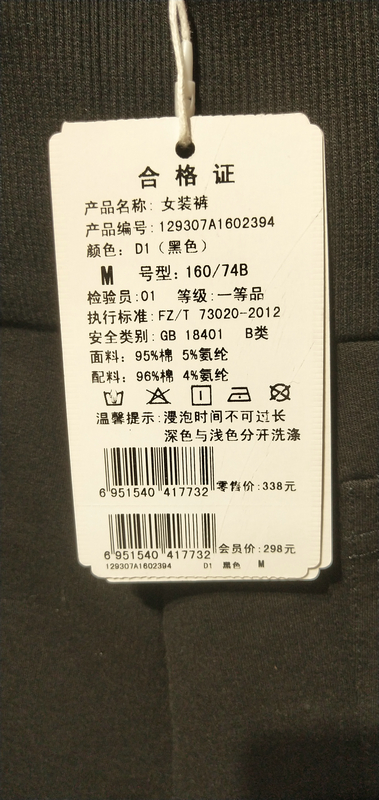 合格证
产品名称: 女装裤
产品编号: 129307A1602394
颜色: D1（黑色）
M 号型: 160/74B
检验员:01 等级:一等品
执行标准: FZ/T 73020-2012
安全类别: GB 18401 B类
面料: 95%棉 5%氨纶
配料: 96%棉 4%氨纶
温馨提示:浸泡时间不可过长
深色与浅色分开洗涤
6 951540 417732 零售价:338元
6 951540 417732 会员价:298元
129307A1602394 D1 黑色 M